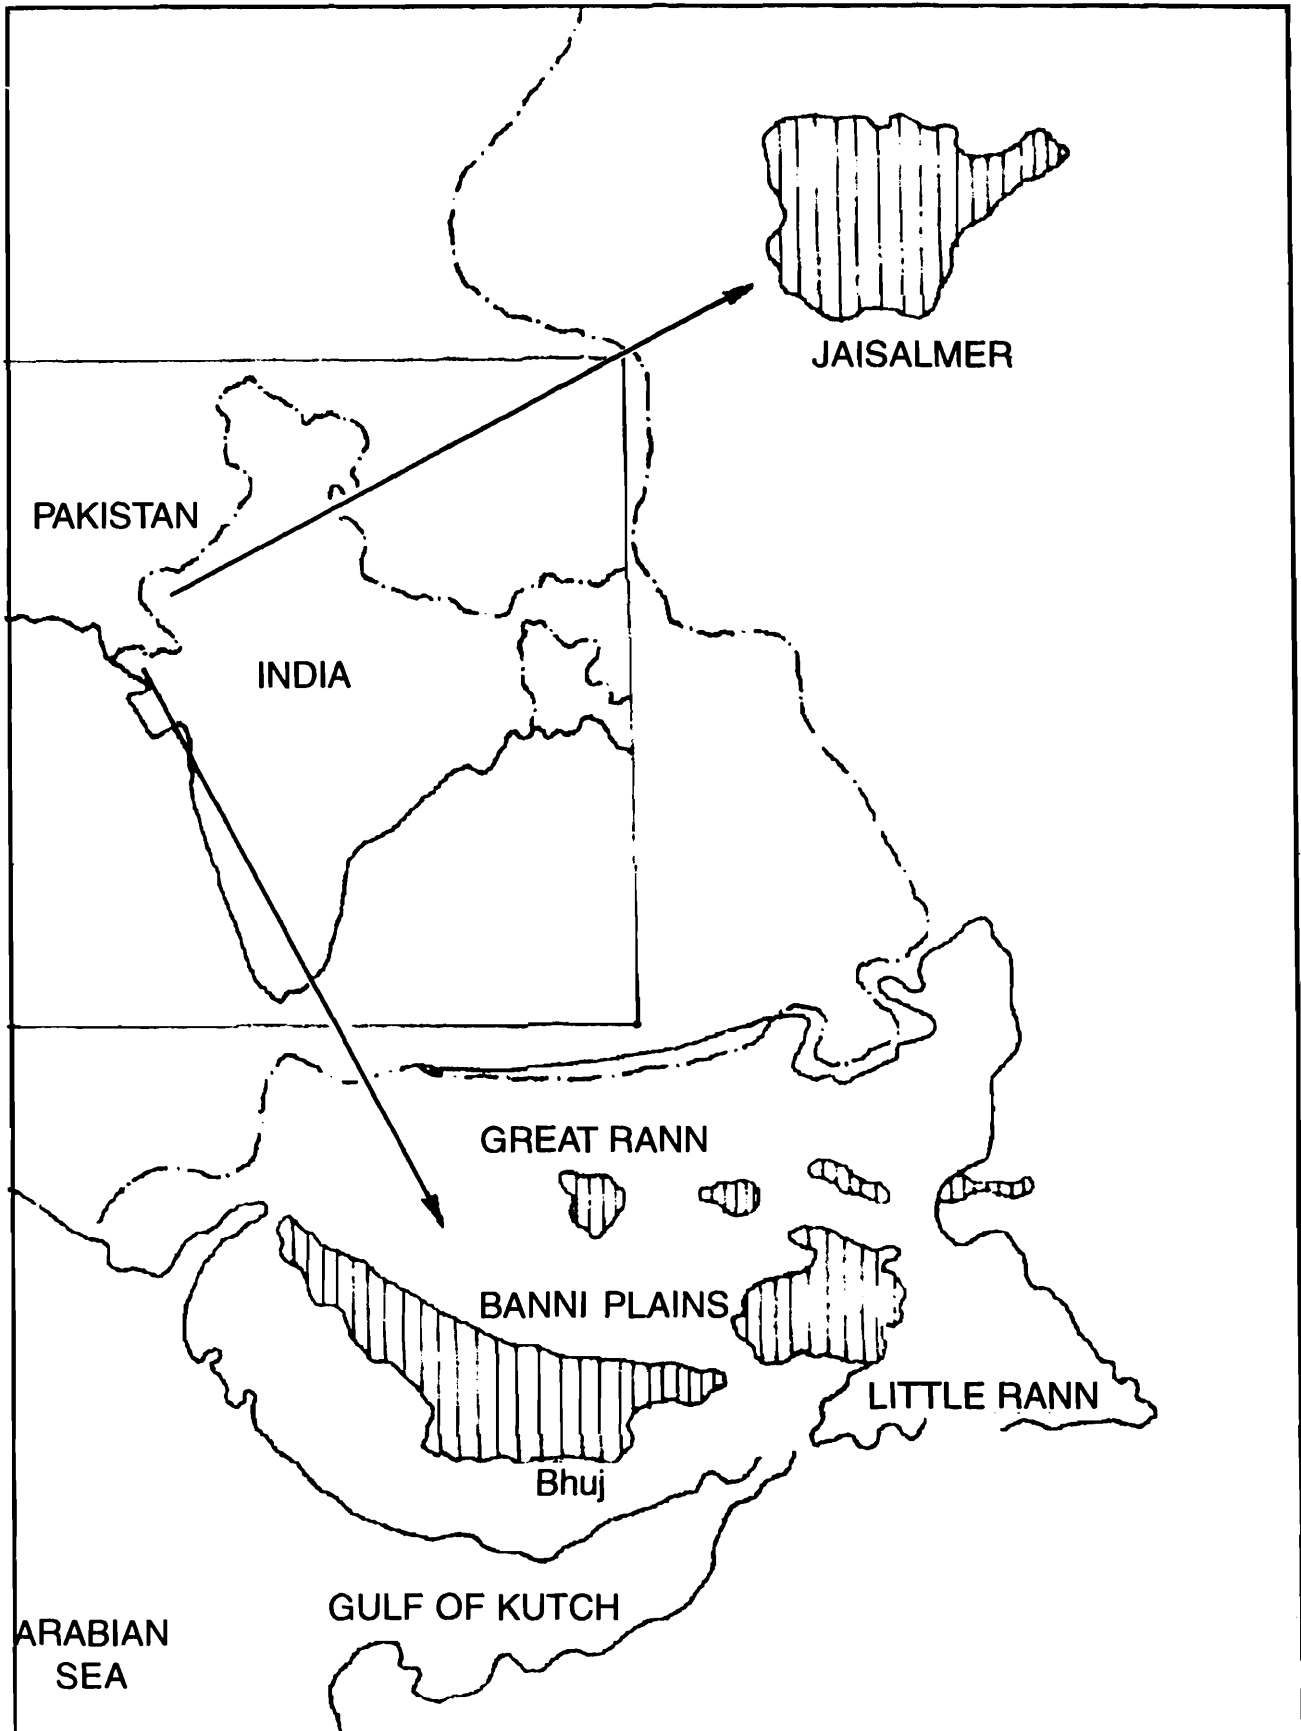 JAISALMER
PAKISTAN
INDIA
GREAT RANN
BANNI PLAINS
LITTLE RANN
Bhuj
GULF OF KUTCH
ARABIAN
SEA